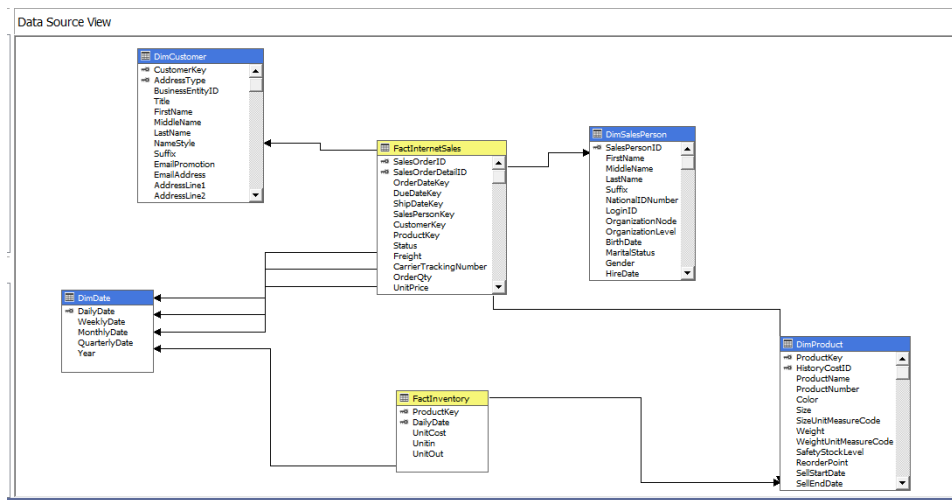 Data Source View
DimCustomer
CustomerKey
AddressType
BusinessEntityID
Title
FirstName
MiddleName
LastName
NameStyle
Suffix
EmailPromotion
EmailAddress
AddressLine1
AddressLine2
FactInternetSales
SalesOrderID
SalesOrderDetailID
OrderDateKey
DueDateKey
ShipDateKey
SalesPersonKey
CustomerKey
ProductKey
Status
Freight
CarrierTrackingNumber
OrderQty
UnitPrice
DimSalesPerson
SalesPersonID
FirstName
MiddleName
LastName
Suffix
NationalIDNumber
LoginID
OrganizationNode
OrganizationLevel
BirthDate
MaritalStatus
Gender
HireDate
DimDate
DailyDate
WeeklyDate
MonthlyDate
QuarterlyDate
Year
FactInventory
ProductKey
DailyDate
UnitCost
Unitin
UnitOut
DimProduct
ProductKey
HistoryCostID
ProductName
ProductNumber
Color
Size
SizeUnitMeasureCode
Weight
WeightUnitMeasureCode
SafetyStockLevel
ReorderPoint
SellStartDate
SellEndDate